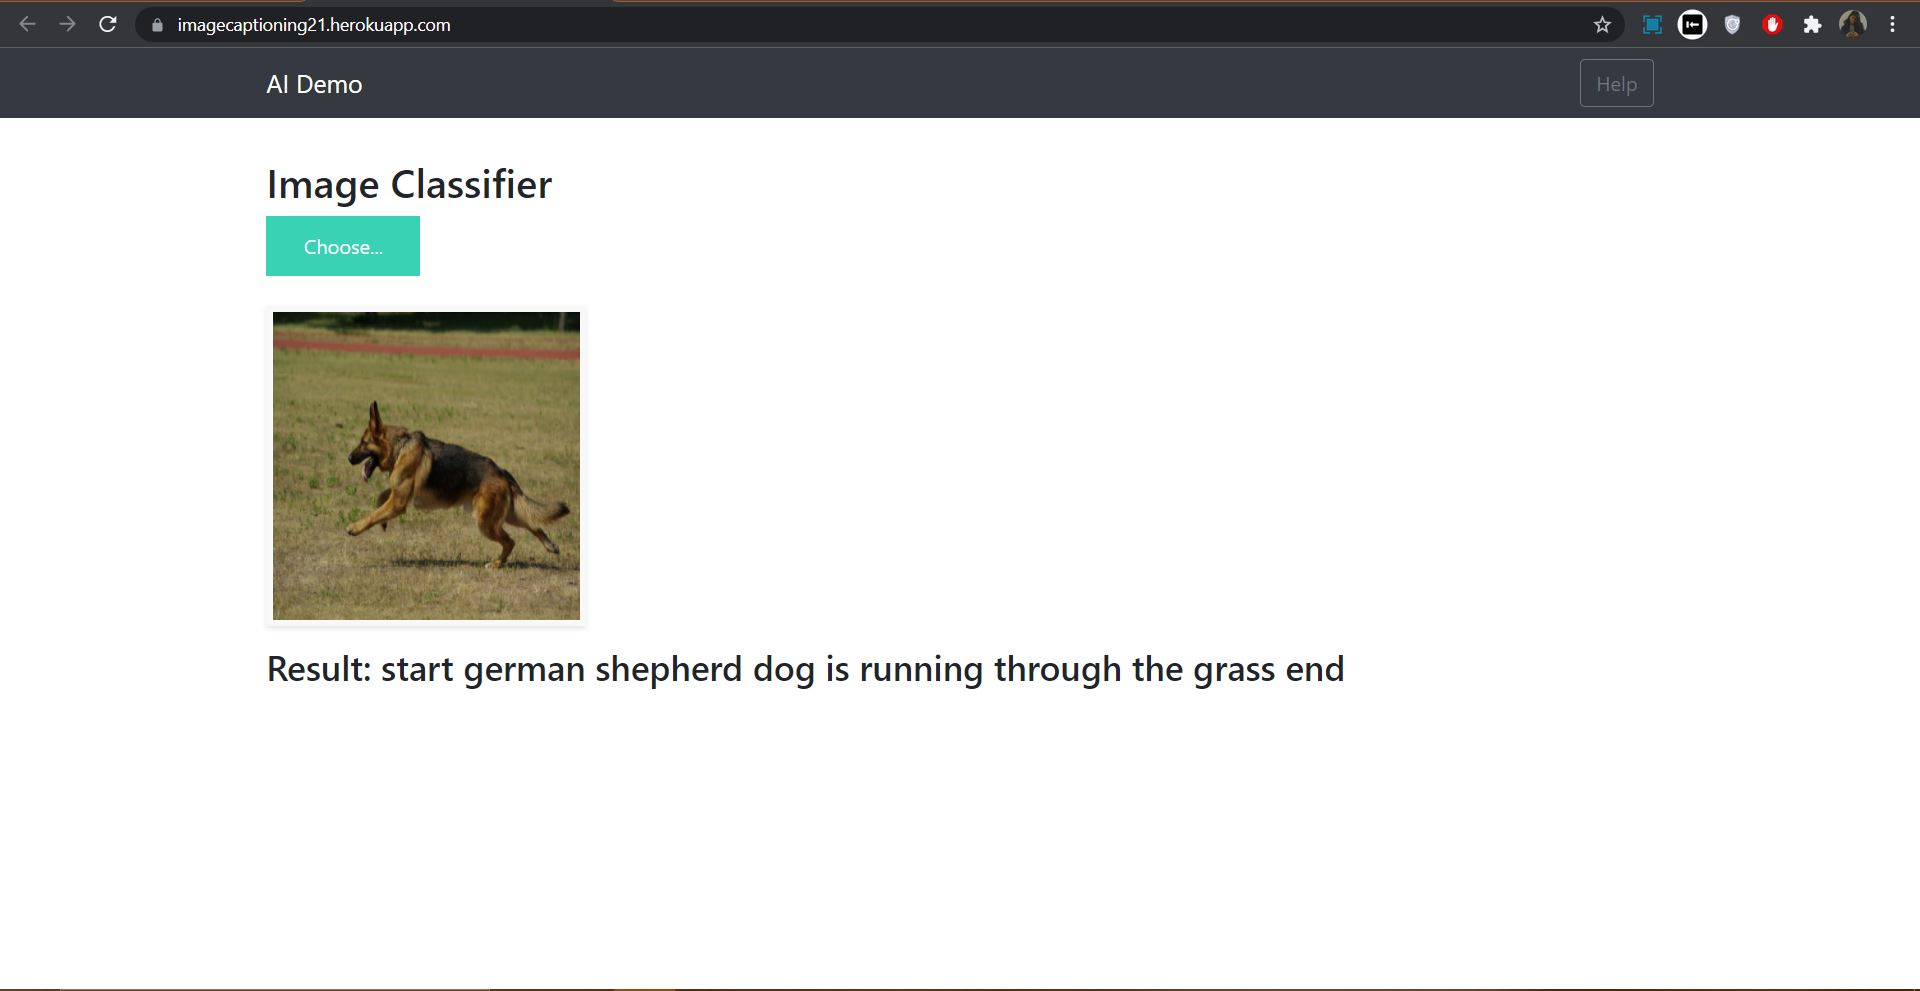 imagecaptioning21.herokuapp.com
AI Demo
Help
Image Classifier
Choose...
Result: start german shepherd dog is running through the grass end